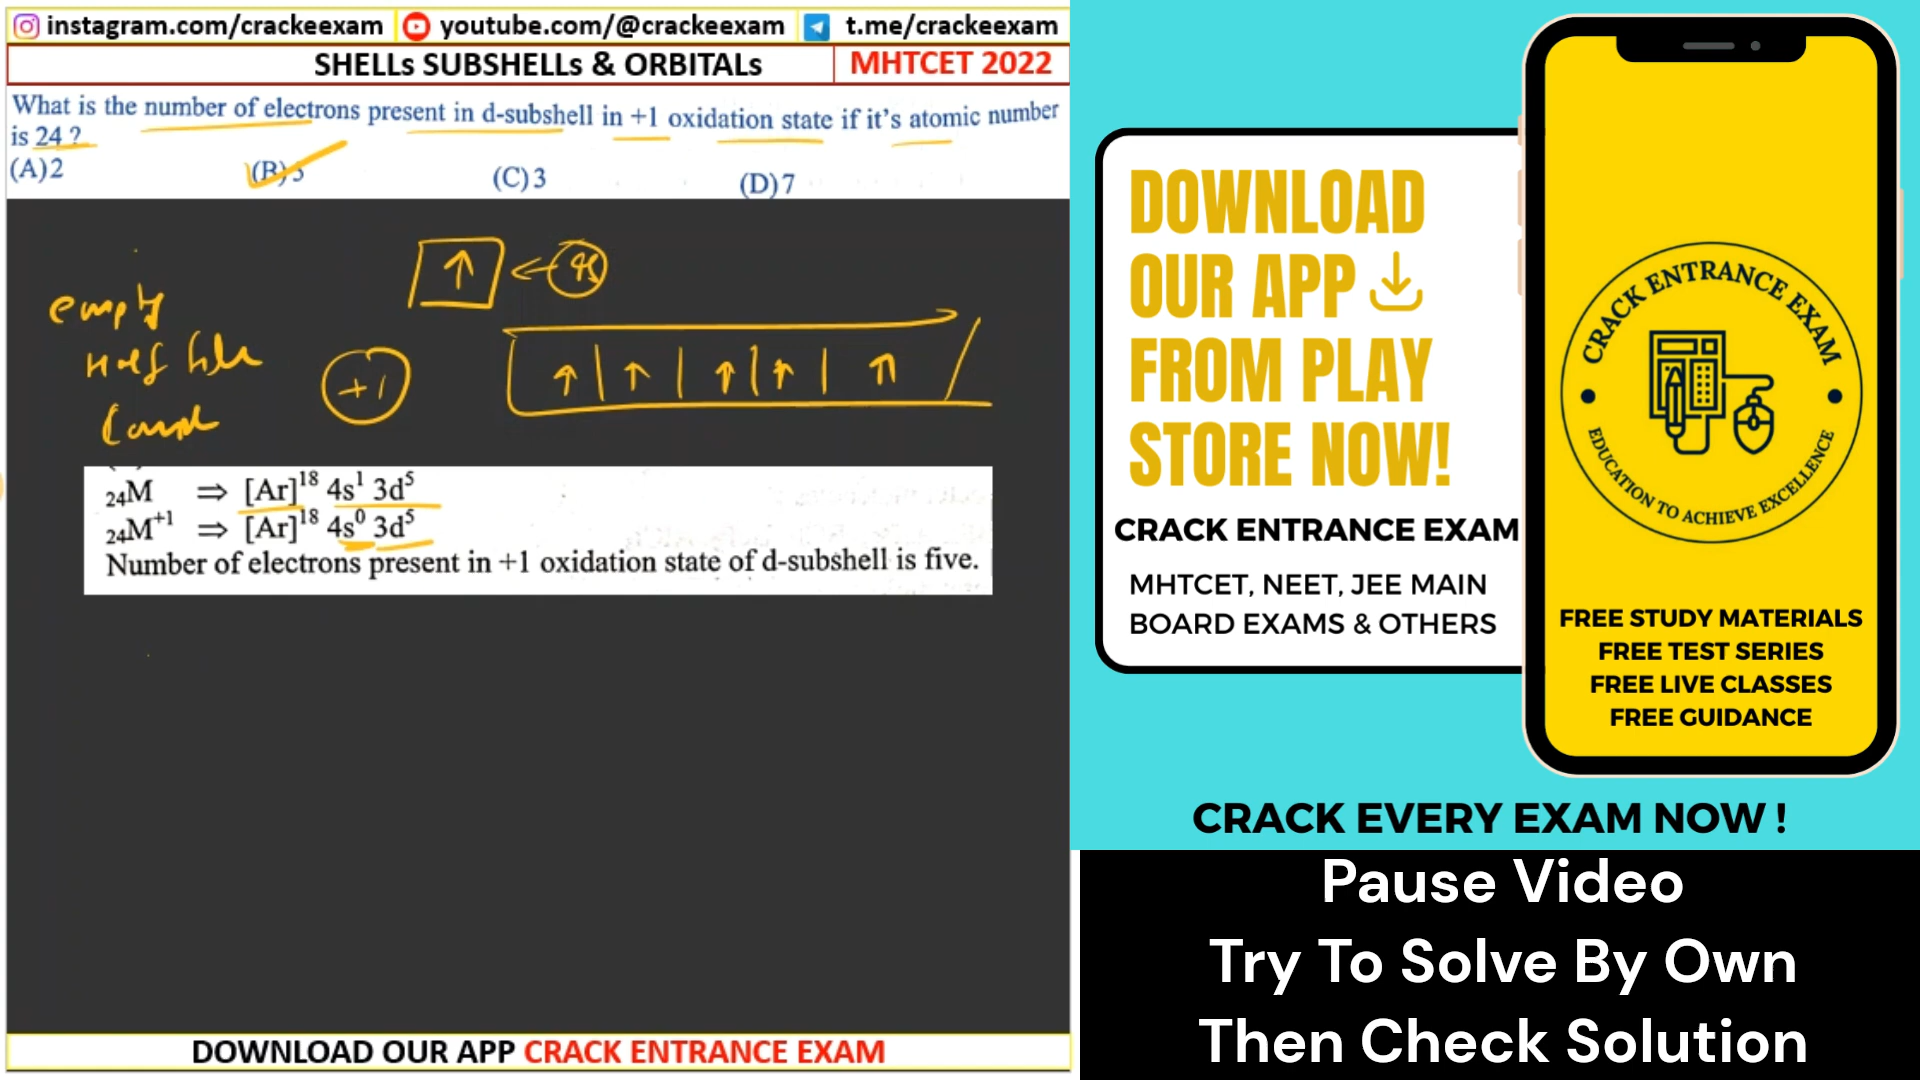 instagram.com/crackeexam youtube.com/@crackeexam t.me/crackeexam
SHELLs SUBSHELLs & ORBITALs MHTCET 2022
What is the number of electrons present in d-subshell in +1 oxidation state if it's atomic number
is 24 ?
(A) 2 (B) 5 (C) 3 (D) 7
↑ ← 4s
empty
Half
+1
↑ ↑ ↑ ↑ ↑
₂₄M ⇒ [Ar]¹⁸ 4s¹ 3d⁵
₂₄M⁺¹ ⇒ [Ar]¹⁸ 4s⁰ 3d⁵
Number of electrons present in +1 oxidation state of d-subshell is five.
DOWNLOAD OUR APP CRACK ENTRANCE EXAM
DOWNLOAD
OUR APP
FROM PLAY
STORE NOW!
CRACK ENTRANCE EXAM
MHTCET, NEET, JEE MAIN
BOARD EXAMS & OTHERS
CRACK ENTRANCE EXAM
EDUCATION TO ACHIEVE EXCELLENCE
FREE STUDY MATERIALS
FREE TEST SERIES
FREE LIVE CLASSES
FREE GUIDANCE
CRACK EVERY EXAM NOW !
Pause Video
Try To Solve By Own
Then Check Solution